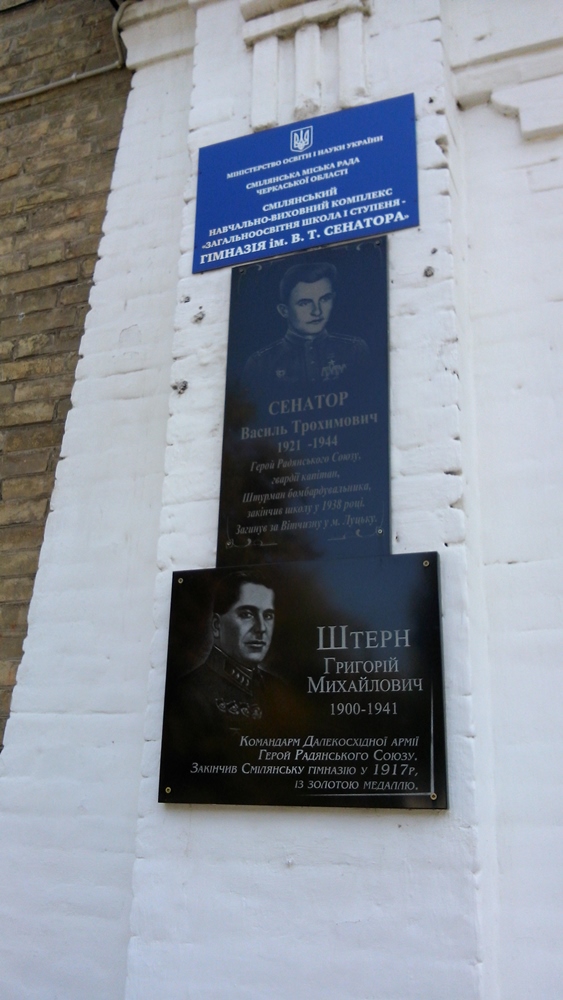 МІНІСТЕРСТВО ОСВІТИ І НАУКИ УКРАЇНИ
СМІЛЯНСЬКА МІСЬКА РАДА
ЧЕРКАСЬКОЇ ОБЛАСТІ
СМІЛЯНСЬКИЙ
НАВЧАЛЬНО-ВИХОВНИЙ КОМПЛЕКС
«ЗАГАЛЬНООСВІТНЯ ШКОЛА І СТУПЕНЯ -
ГІМНАЗІЯ ім. В. Т. СЕНАТОРА»
СЕНАТОР
Василь Трохимович
1921 -1944
Герой Радянського Союзу,
гвардії капітан,
Штурман бомбардувальника,
закінчив школу у 1938 році.
Загинув за Вітчизну у м. Луцьку.
ШТЕРН
ГРИГОРІЙ
МИХАЙЛОВИЧ
1900-1941
КОМАНДАРМ ДАЛЕКОСХІДНОЇ АРМІЇ
ГЕРОЙ РАДЯНСЬКОГО СОЮЗУ.
ЗАКІНЧИВ СМІЛЯНСЬКУ ГІМНАЗІЮ У 1917Р,
ІЗ ЗОЛОТОЮ МЕДАЛЛЮ.